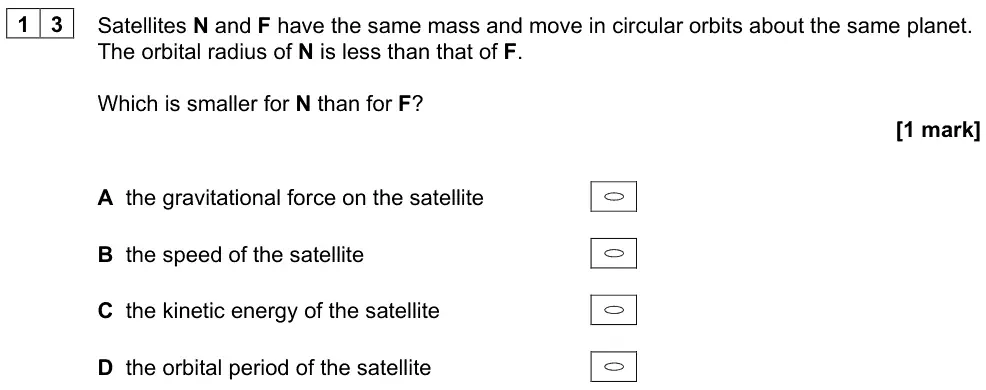 1 3 Satellites N and F have the same mass and move in circular orbits about the same planet.
The orbital radius of N is less than that of F.
Which is smaller for N than for F?
[1 mark]
A the gravitational force on the satellite
B the speed of the satellite
C the kinetic energy of the satellite
D the orbital period of the satellite